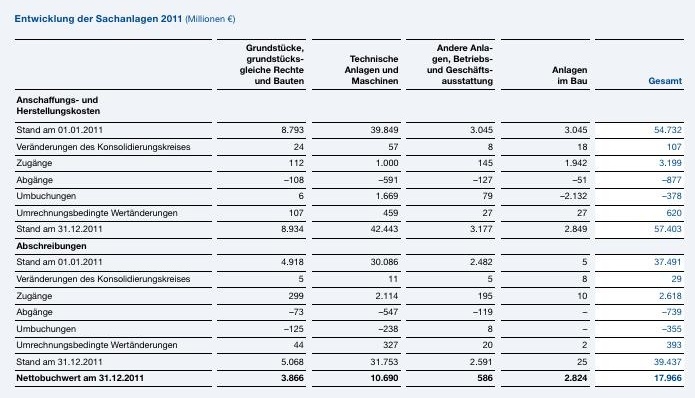 Entwicklung der Sachanlagen 2011 (Millionen €)
Grundstücke, grundstücks- gleiche Rechte und Bauten Technische Anlagen und Maschinen Andere Anla- gen, Betriebs- und Geschäfts- ausstattung Anlagen im Bau Gesamt
Anschaffungs- und
Herstellungskosten
Stand am 01.01.2011 8.793 39.849 3.045 3.045 54.732
Veränderungen des Konsolidierungskreises 24 57 8 18 107
Zugänge 112 1.000 145 1.942 3.199
Abgänge –108 –591 –127 –51 –877
Umbuchungen 6 1.669 79 –2.132 –378
Umrechnungsbedingte Wertänderungen 107 459 27 27 620
Stand am 31.12.2011 8.934 42.443 3.177 2.849 57.403
Abschreibungen
Stand am 01.01.2011 4.918 30.086 2.482 5 37.491
Veränderungen des Konsolidierungskreises 5 11 5 8 29
Zugänge 299 2.114 195 10 2.618
Abgänge –73 –547 –119 – –739
Umbuchungen –125 –238 8 – –355
Umrechnungsbedingte Wertänderungen 44 327 20 2 393
Stand am 31.12.2011 5.068 31.753 2.591 25 39.437
Nettobuchwert am 31.12.2011 3.866 10.690 586 2.824 17.966